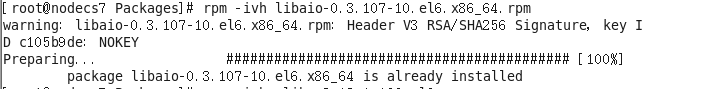 [root@nodecs7 Packages]# rpm -ivh libaio-0.3.107-10.el6.x86_64.rpm
warning: libaio-0.3.107-10.el6.x86_64.rpm: Header V3 RSA/SHA256 Signature, key I
D c105b9de: NOKEY
Preparing... ########################################### [100%]
package libaio-0.3.107-10.el6.x86_64 is already installed